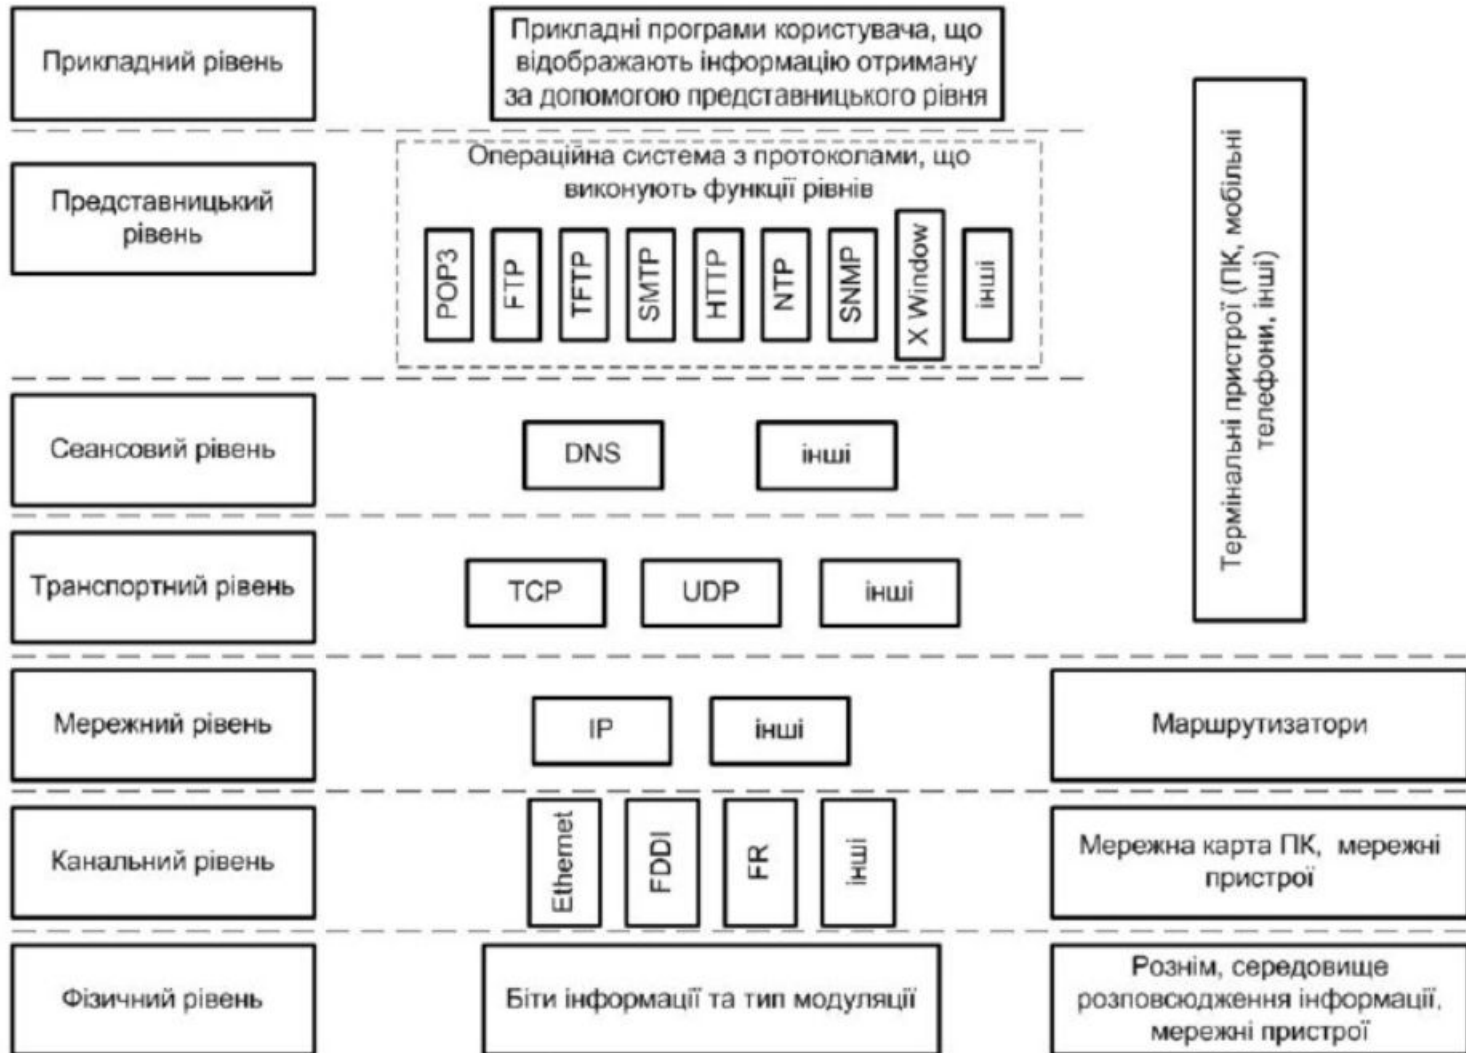 Прикладний рівень
Прикладні програми користувача, що
відображають інформацію отриману
за допомогою представницького рівня
Представницький
рівень
Операційна система з протоколами, що
виконують функції рівнів
POP3
FTP
TFTP
SMTP
HTTP
NTP
SNMP
X Window
інші
Термінальні пристрої (ПК, мобільні
телефони, інші)
Сеансовий рівень
DNS
інші
Транспортний рівень
TCP
UDP
інші
Мережний рівень
IP
інші
Маршрутизатори
Канальний рівень
Ethernet
FDDI
FR
інші
Мережна карта ПК, мережні
пристрої
Фізичний рівень
Біти інформації та тип модуляції
Рознім, середовище
розповсюдження інформації,
мережні пристрої